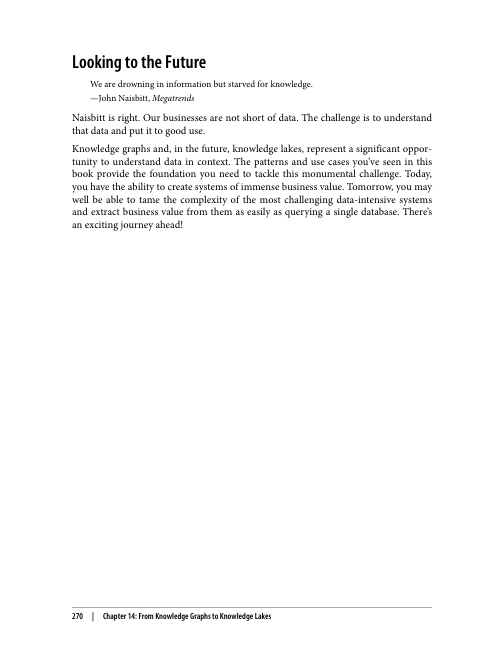 Looking to the Future
We are drowning in information but starved for knowledge.
—John Naisbitt, Megatrends
Naisbitt is right. Our businesses are not short of data. The challenge is to understand
that data and put it to good use.
Knowledge graphs and, in the future, knowledge lakes, represent a significant oppor-
tunity to understand data in context. The patterns and use cases you’ve seen in this
book provide the foundation you need to tackle this monumental challenge. Today,
you have the ability to create systems of immense business value. Tomorrow, you may
well be able to tame the complexity of the most challenging data-intensive systems
and extract business value from them as easily as querying a single database. There’s
an exciting journey ahead!
270 | Chapter 14: From Knowledge Graphs to Knowledge Lakes